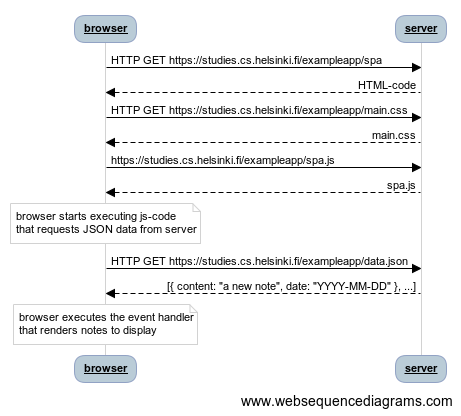 browser server
HTTP GET https://studies.cs.helsinki.fi/exampleapp/spa
HTML-code
HTTP GET https://studies.cs.helsinki.fi/exampleapp/main.css
main.css
https://studies.cs.helsinki.fi/exampleapp/spa.js
spa.js
browser starts executing js-code
that requests JSON data from server
HTTP GET https://studies.cs.helsinki.fi/exampleapp/data.json
[{ content: "a new note", date: "YYYY-MM-DD" }, ...]
browser executes the event handler
that renders notes to display
browser server
www.websequencediagrams.com